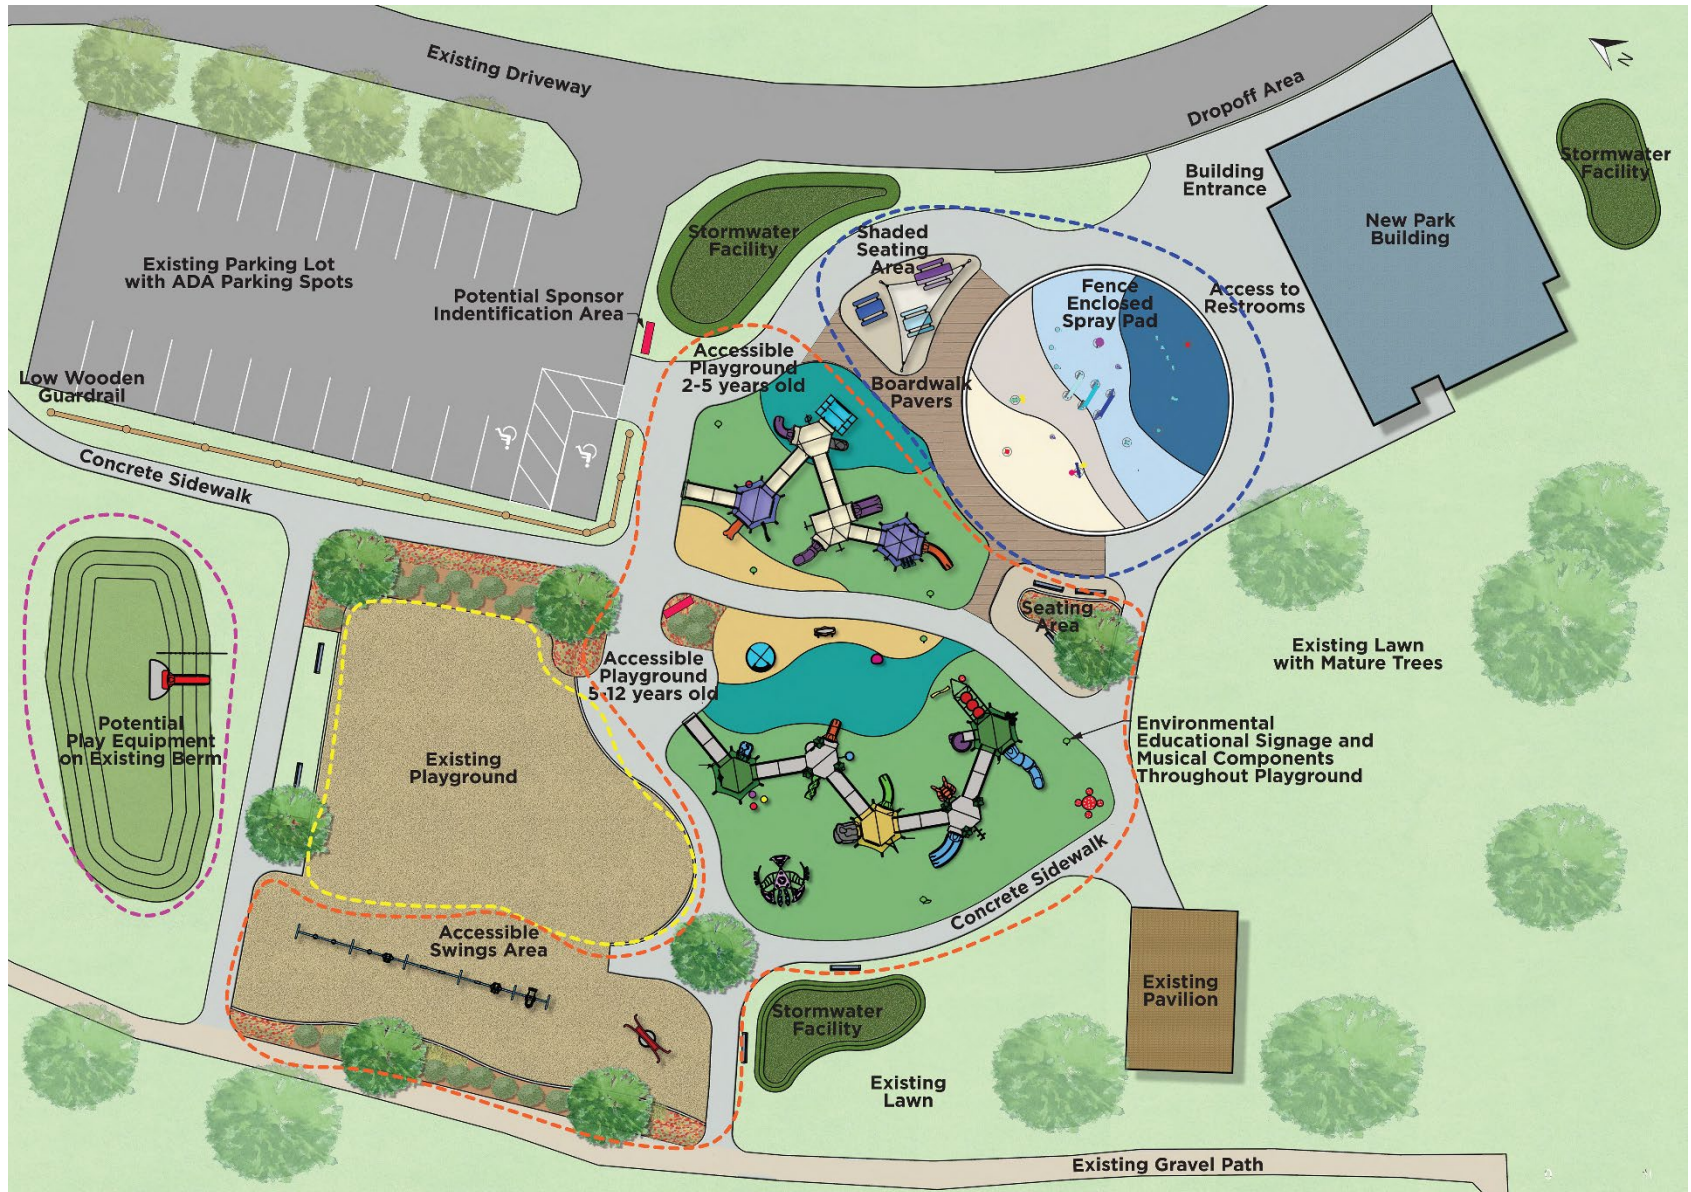 Existing Driveway
Dropoff Area
N
Building
Entrance
Stormwater
Facility
New Park
Building
Stormwater
Facility
Shaded
Seating
Area
Existing Parking Lot
with ADA Parking Spots
Potential Sponsor
Indentification Area
Fence
Enclosed
Spray Pad
Access to
Restrooms
Accessible
Playground
2-5 years old
Boardwalk
Pavers
Low Wooden
Guardrail
Concrete Sidewalk
Seating
Area
Existing Lawn
with Mature Trees
Accessible
Playground
5-12 years old
Potential
Play Equipment
on Existing Berm
Existing
Playground
Environmental
Educational Signage and
Musical Components
Throughout Playground
Concrete Sidewalk
Accessible
Swings Area
Existing
Pavilion
Stormwater
Facility
Existing
Lawn
Existing Gravel Path